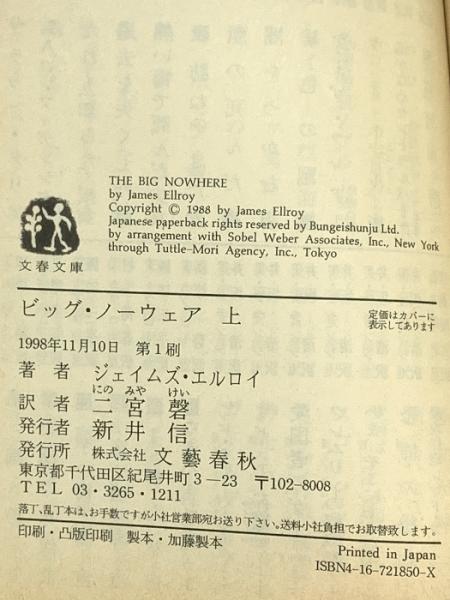 THE BIG NOWHERE
by James Ellroy
Copyright © 1988 by James Ellroy
Japanese paperback rights reserved by Bungeishunju Ltd.
by arrangement with Sobel Weber Associates, Inc., New York
through Tuttle-Mori Agency, Inc., Tokyo
文春文庫
ビッグ・ノーウェア 上
定価はカバーに
表示してあります
1998年11月10日 第1刷
著者 ジェイムズ・エルロイ
にのみや けい
訳者 二宮磬
発行者 新井信
発行所 株式会社 文藝春秋
東京都千代田区紀尾井町3―23 〒102-8008
TEL 03・3265・1211
落丁、乱丁本は、お手数ですが小社営業部宛お送り下さい。送料小社負担でお取替致します。
印刷・凸版印刷 製本・加藤製本
Printed in Japan
ISBN4-16-721850-X